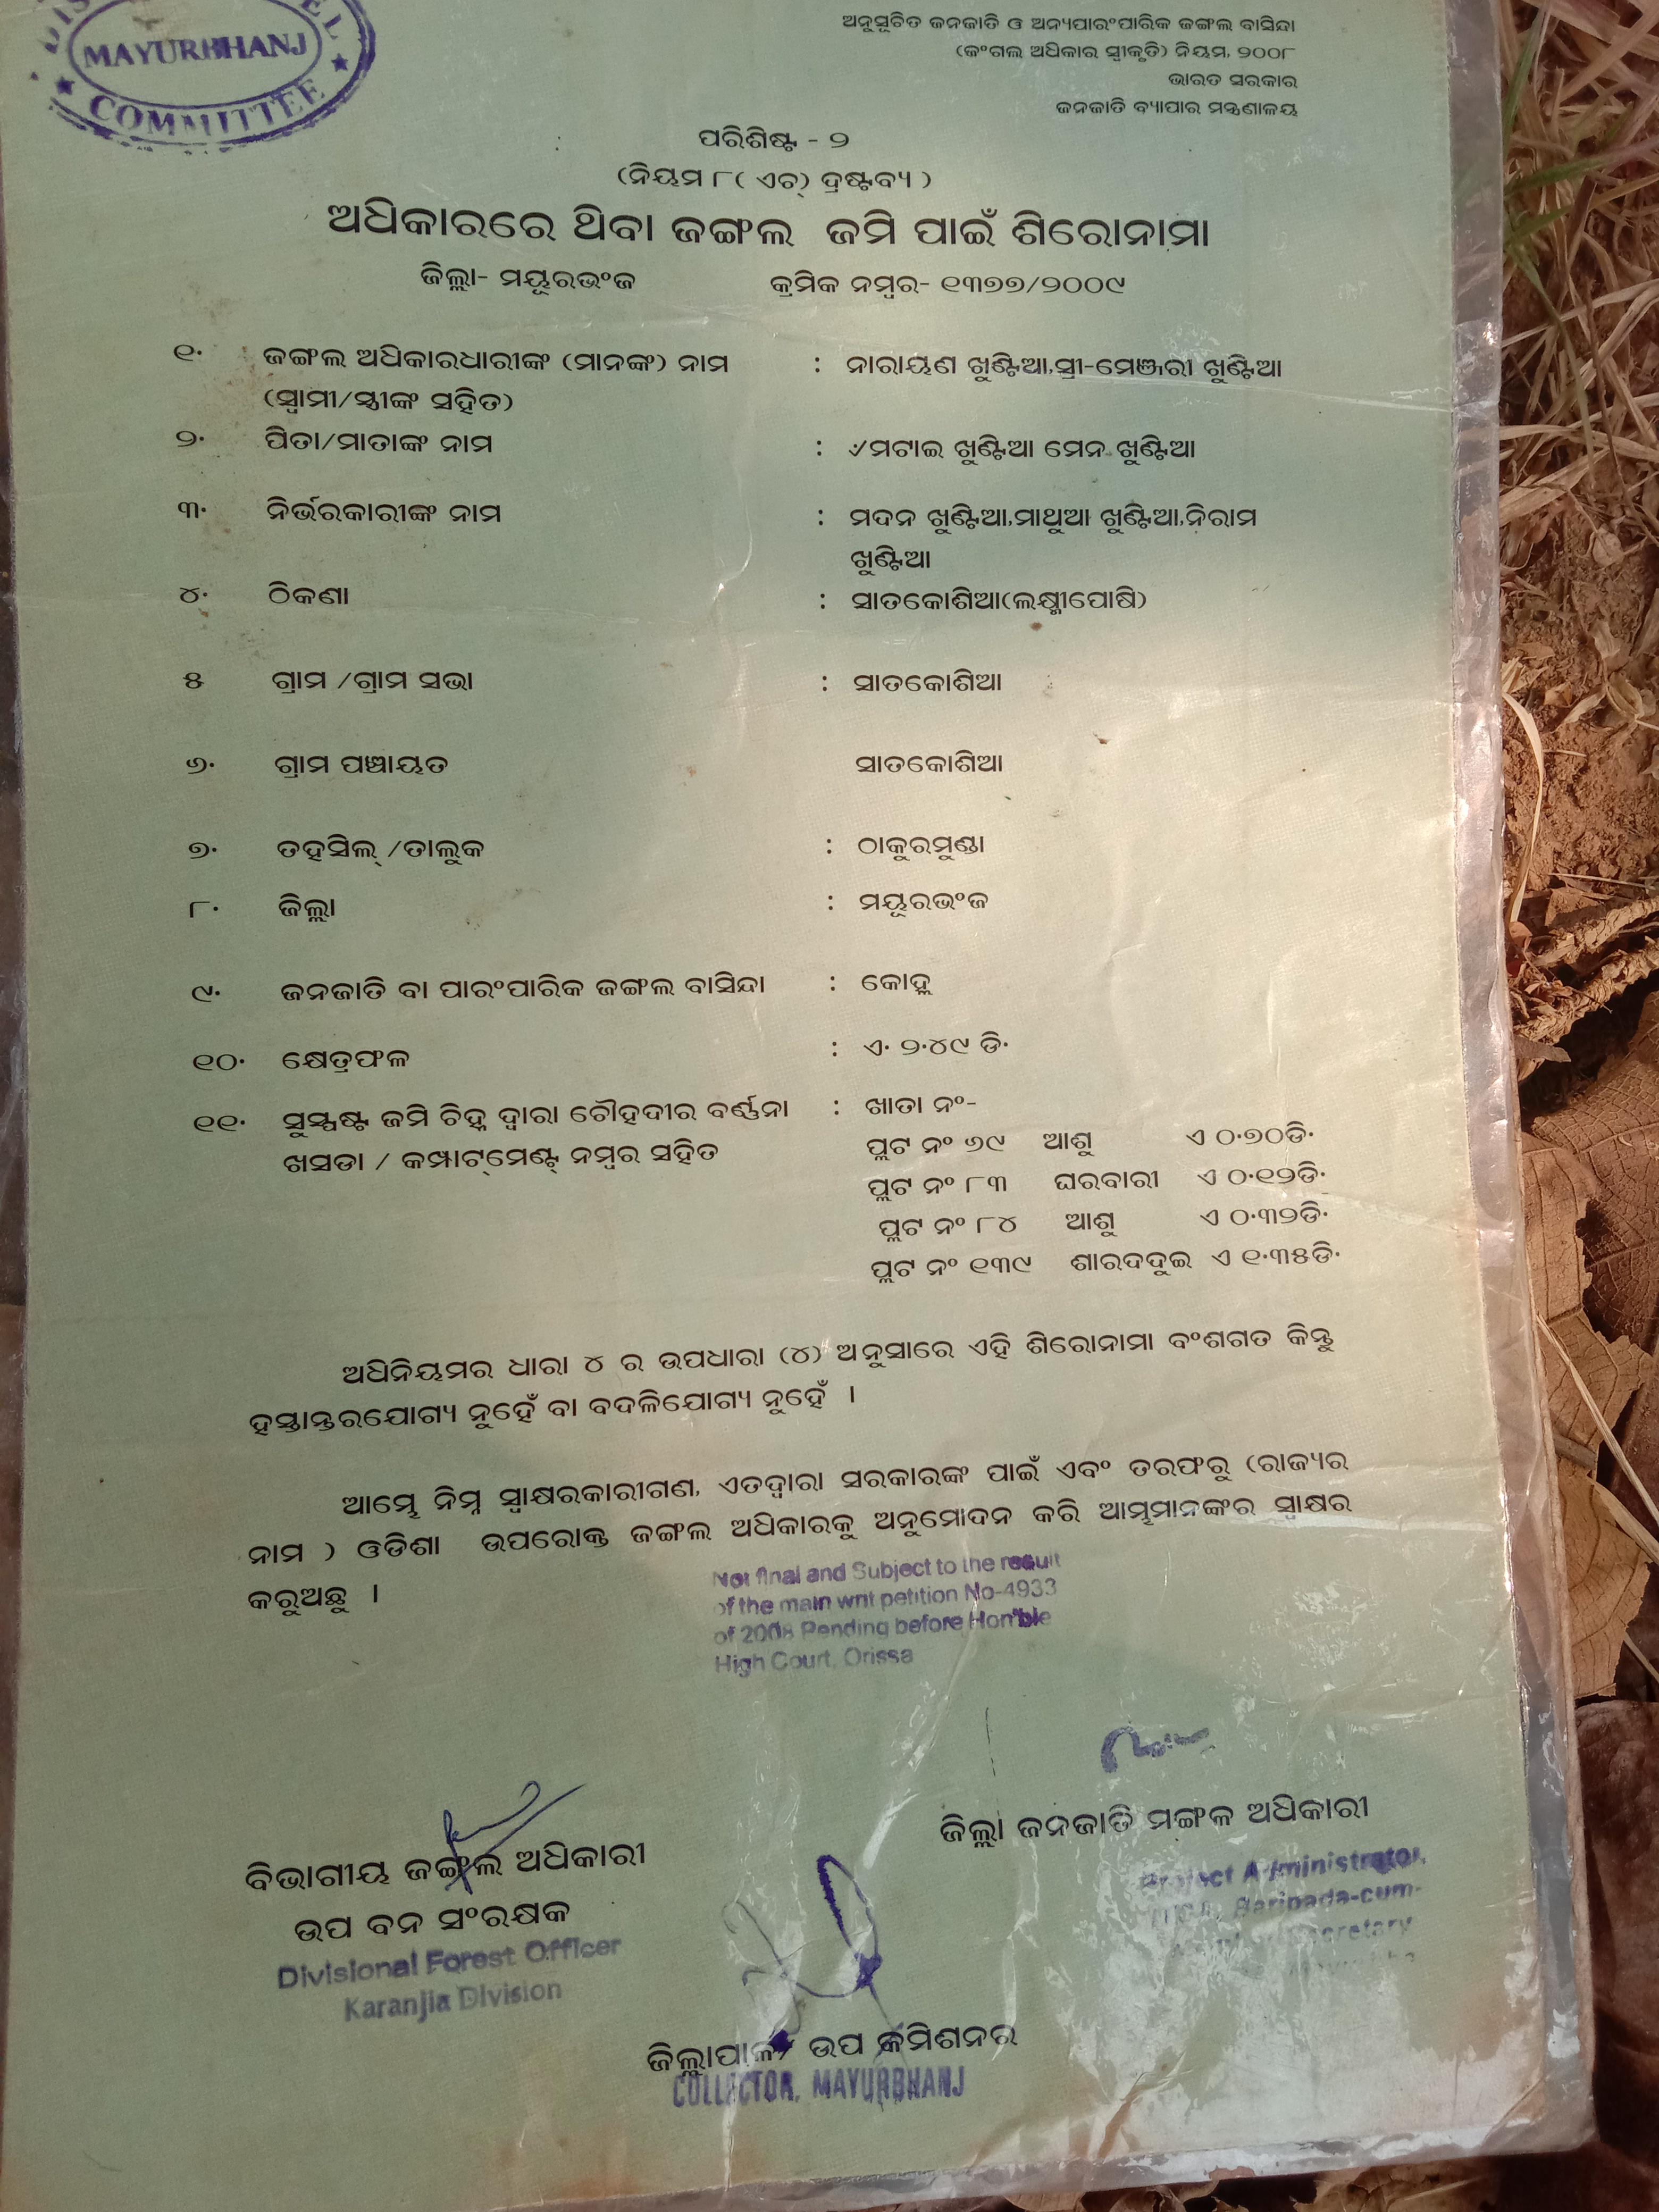 MAYURBHANJ
COMMITTEE
ଅନୁସୂଚିତ ଜନଜାତି ଓ ଅନ୍ୟପାରଂପାରିକ ଜଙ୍ଗଲ ବାସିନ୍ଦା
(ଜଂଗଲ ଅଧିକାର ସ୍ଵୀକୃତି) ନିୟମ, ୨୦୦୮
ଭାରତ ସରକାର
ଜନଜାତି ବ୍ୟାପାର ମନ୍ତ୍ରଣାଳୟ
ପରିଶିଷ୍ଟ - ୨
(ନିୟମ ୮( ଏଚ୍) ଦ୍ରଷ୍ଟବ୍ୟ )
ଅଧିକାରରେ ଥିବା ଜଙ୍ଗଲ ଜମି ପାଇଁ ଶିରୋନାମା
ଜିଲ୍ଲା- ମୟୂରଭଂଜ କ୍ରମିକ ନମ୍ବର- ୧୩୭୭/୨୦୦୯
୧. ଜଙ୍ଗଲ ଅଧିକାରଧାରୀଙ୍କ (ମାନଙ୍କ) ନାମ : ନାରାୟଣ ଖୁଣ୍ଟିଆ,ସ୍ତ୍ରୀ-ମେଞ୍ଜରୀ ଖୁଣ୍ଟିଆ
(ସ୍ୱାମୀ/ସ୍ତ୍ରୀଙ୍କ ସହିତ)
୨. ପିତା/ମାତାଙ୍କ ନାମ : ୰ମଟାଇ ଖୁଣ୍ଟିଆ ମେନ ଖୁଣ୍ଟିଆ
୩. ନିର୍ଭରକାରୀଙ୍କ ନାମ : ମଦନ ଖୁଣ୍ଟିଆ,ମାଥୁଆ ଖୁଣ୍ଟିଆ,ନିରାମ
ଖୁଣ୍ଟିଆ
୪. ଠିକଣା : ସାତକୋଶିଆ(ଲକ୍ଷ୍ମୀପୋଷି)
୫ ଗ୍ରାମ /ଗ୍ରାମ ସଭା : ସାତକୋଶିଆ
୬. ଗ୍ରାମ ପଞ୍ଚାୟତ ସାତକୋଶିଆ
୭. ତହସିଲ୍ /ତାଲୁକ : ଠାକୁରମୁଣ୍ଡା
୮. ଜିଲ୍ଲା : ମୟୂରଭଂଜ
୯. ଜନଜାତି ବା ପାରଂପାରିକ ଜଙ୍ଗଲ ବାସିନ୍ଦା : କୋହ୍ଲ
୧୦. କ୍ଷେତ୍ରଫଳ : ଏ. ୨.୪୯ ଡି.
୧୧. ସୁସ୍ପଷ୍ଟ ଜମି ଚିହ୍ନ ଦ୍ୱାରା ଚୌହଦୀର ବର୍ଣ୍ଣନା : ଖାତା ନଂ-
ଖସଡା / କମ୍ପାଟ୍‌ମେଣ୍ଟ୍ ନମ୍ବର ସହିତ
ପ୍ଲଟ ନଂ ୬୯ ଆଶୁ ଏ ୦.୭୦ଡି.
ପ୍ଲଟ ନଂ ୮୩ ଘରବାରୀ ଏ ୦.୧୨ଡି.
ପ୍ଲଟ ନଂ ୮୪ ଆଶୁ ଏ ୦.୩୨ଡି.
ପ୍ଲଟ ନଂ ୧୩୯ ଶାରଦଦୁଇ ଏ ୧.୩୫ଡି.
ଅଧିନିୟମର ଧାରା ୪ ର ଉପଧାରା (୪) ଅନୁସାରେ ଏହି ଶିରୋନାମା ବଂଶଗତ କିନ୍ତୁ
ହସ୍ତାନ୍ତରଯୋଗ୍ୟ ନୁହେଁ ବା ବଦଳିଯୋଗ୍ୟ ନୁହେଁ ।
ଆମ୍ଭେ ନିମ୍ନ ସ୍ୱାକ୍ଷରକାରୀଗଣ, ଏତଦ୍ୱାରା ସରକାରଙ୍କ ପାଇଁ ଏବଂ ତରଫରୁ (ରାଜ୍ୟର
ନାମ ) ଓଡିଶା ଉପରୋକ୍ତ ଜଙ୍ଗଲ ଅଧିକାରକୁ ଅନୁମୋଦନ କରି ଆମ୍ଭମାନଙ୍କର ସ୍ୱାକ୍ଷର
କରୁଅଛୁ ।
Not final and Subject to the result
of the main writ petition No-4933
of 2008 Pending before Hon'ble
High Court, Orissa
ଜିଲ୍ଲା ଜନଜାତି ମଙ୍ଗଳ ଅଧିକାରୀ
Project Administrator,
Baripada-cum-
Secretary
ବିଭାଗୀୟ ଜଙ୍ଗଲ ଅଧିକାରୀ
ଉପ ବନ ସଂରକ୍ଷକ
Divisional Forest Officer
Karanjia Division
ଜିଲ୍ଲାପାଳ/ ଉପ କମିଶନର
COLLECTOR, MAYURBHANJ